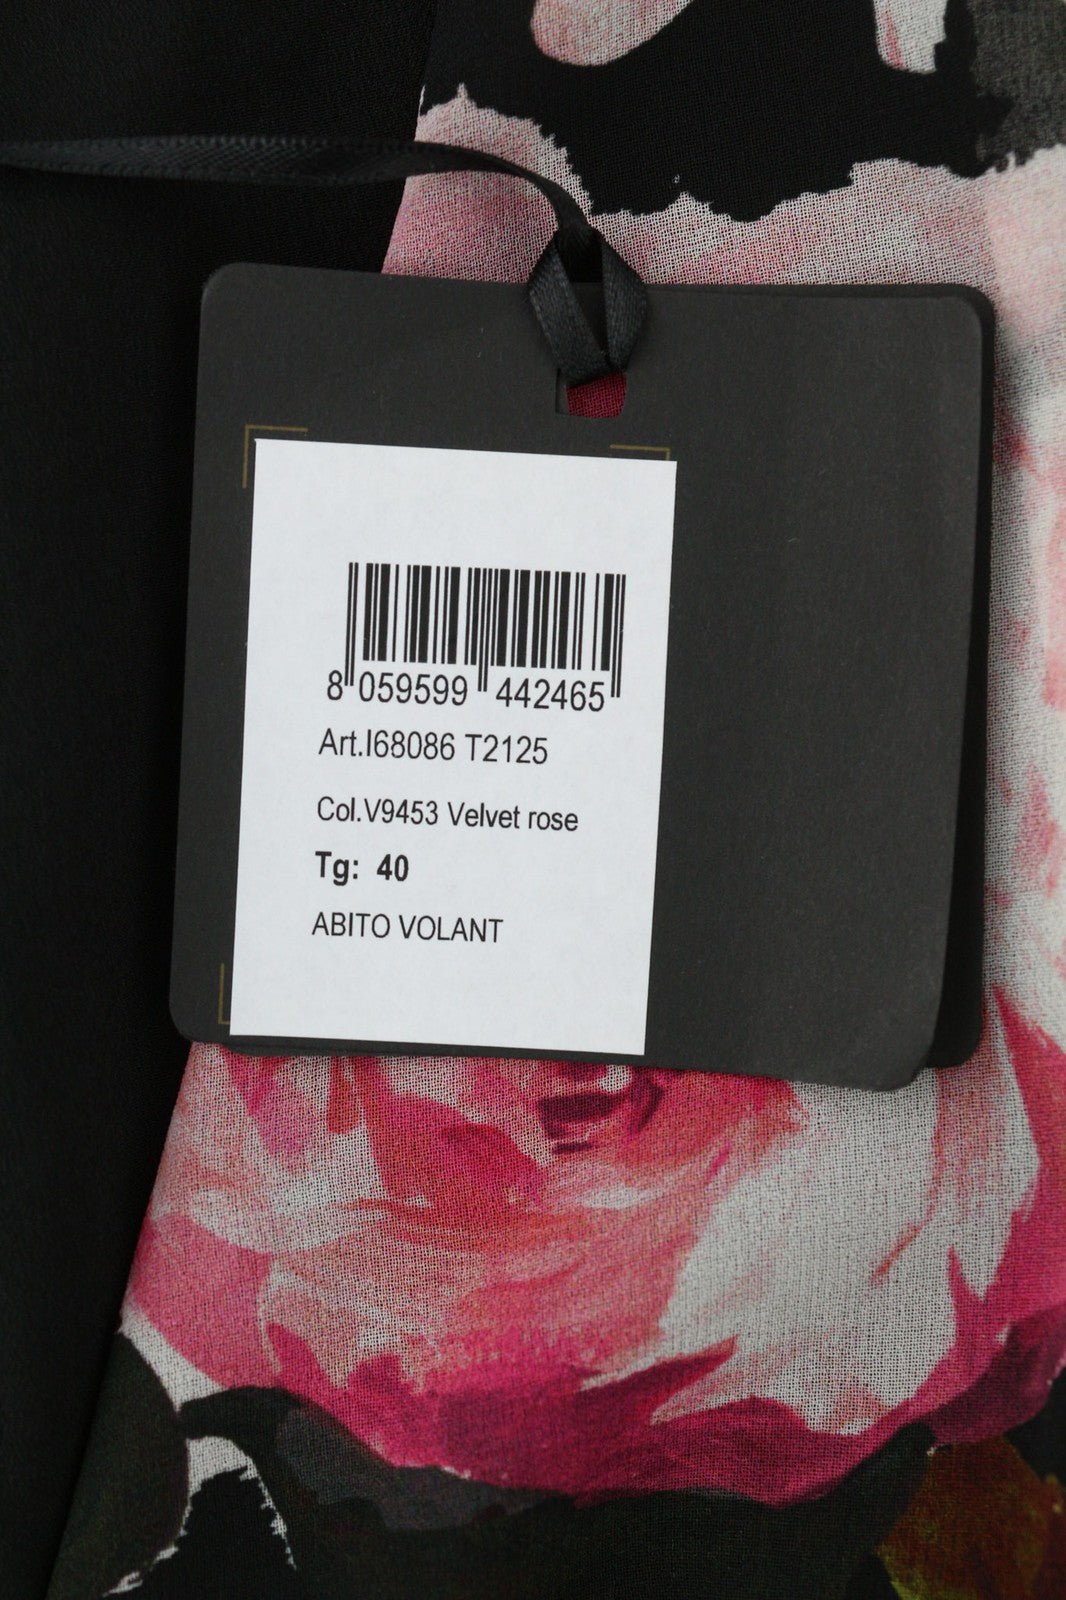 8 059599 442465
Art.I68086 T2125
Col.V9453 Velvet rose
Tg: 40
ABITO VOLANT